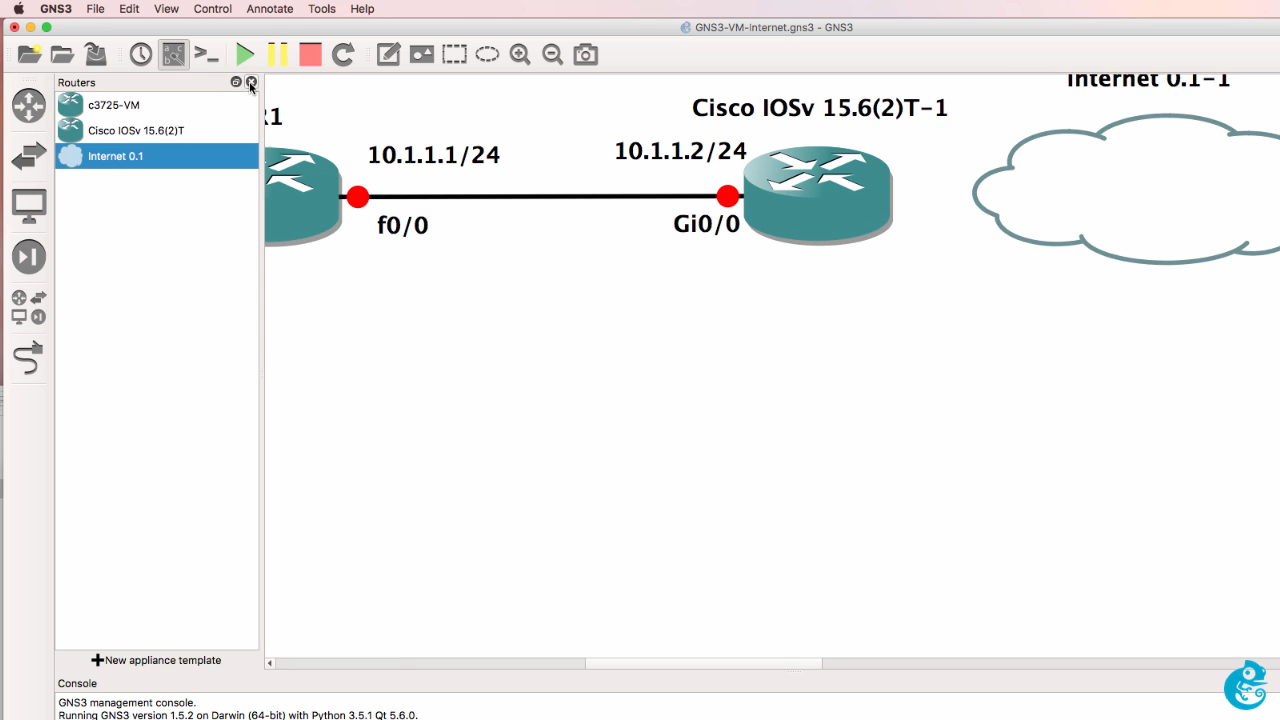 GNS3 File Edit View Control Annotate Tools Help
GNS3-VM-Internet.gns3 - GNS3
Routers
c3725-VM
Cisco IOSv 15.6(2)T
Internet 0.1
R1
10.1.1.1/24
f0/0
10.1.1.2/24
Gi0/0
Cisco IOSv 15.6(2)T-1
Internet 0.1-1
New appliance template
Console
GNS3 management console.
Running GNS3 version 1.5.2 on Darwin (64-bit) with Python 3.5.1 Qt 5.6.0.